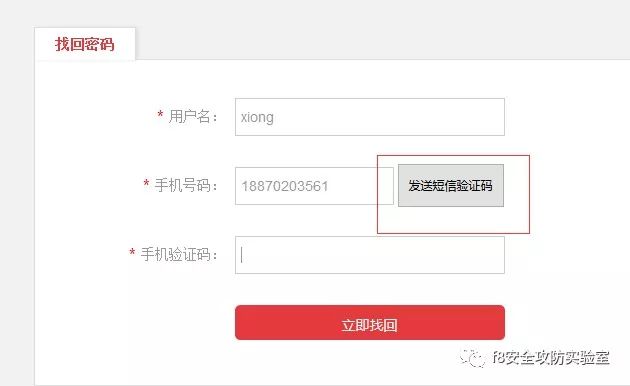 找回密码
* 用户名： xiong
* 手机号码： 18870203561 发送短信验证码
* 手机验证码：
立即找回
f8安全攻防实验室